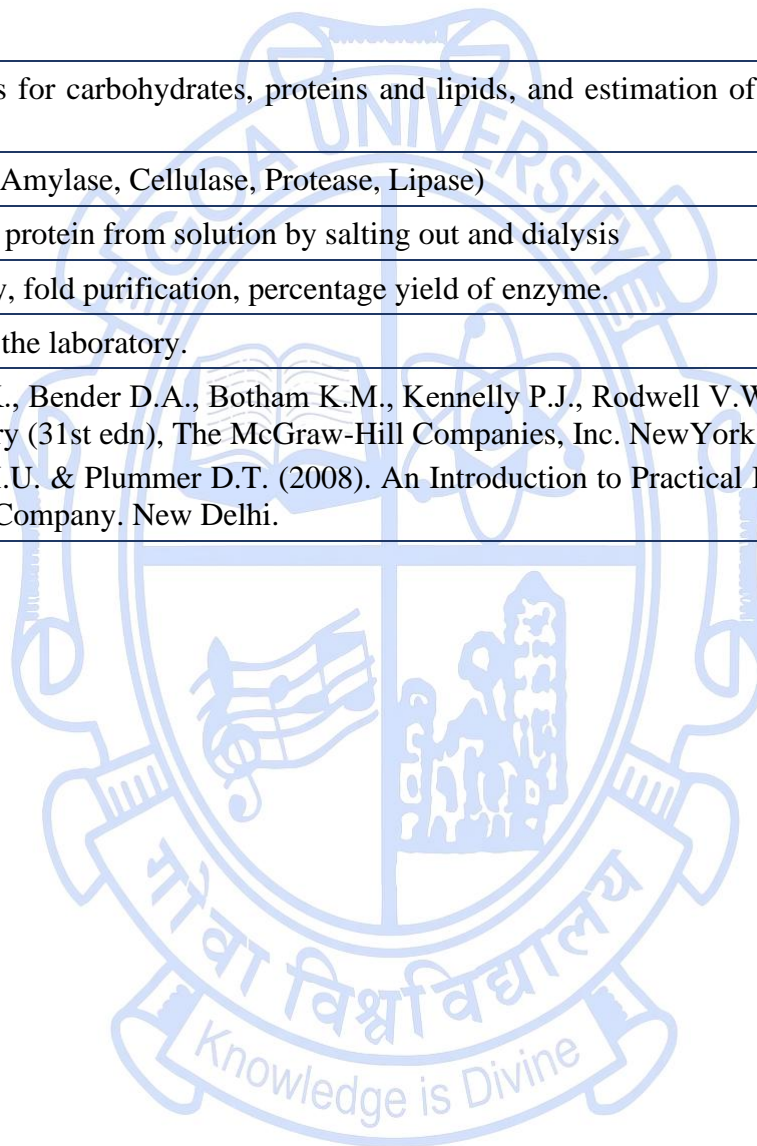 s for carbohydrates, proteins and lipids, and estimation of
Amylase, Cellulase, Protease, Lipase)
protein from solution by salting out and dialysis
y, fold purification, percentage yield of enzyme.
the laboratory.
., Bender D.A., Botham K.M., Kennelly P.J., Rodwell V.W
ry (31st edn), The McGraw-Hill Companies, Inc. NewYork
.U. & Plummer D.T. (2008). An Introduction to Practical
Company. New Delhi.
GOA UNIVERSITY
गोंवा विश्वविद्यालय
Knowledge is Divine